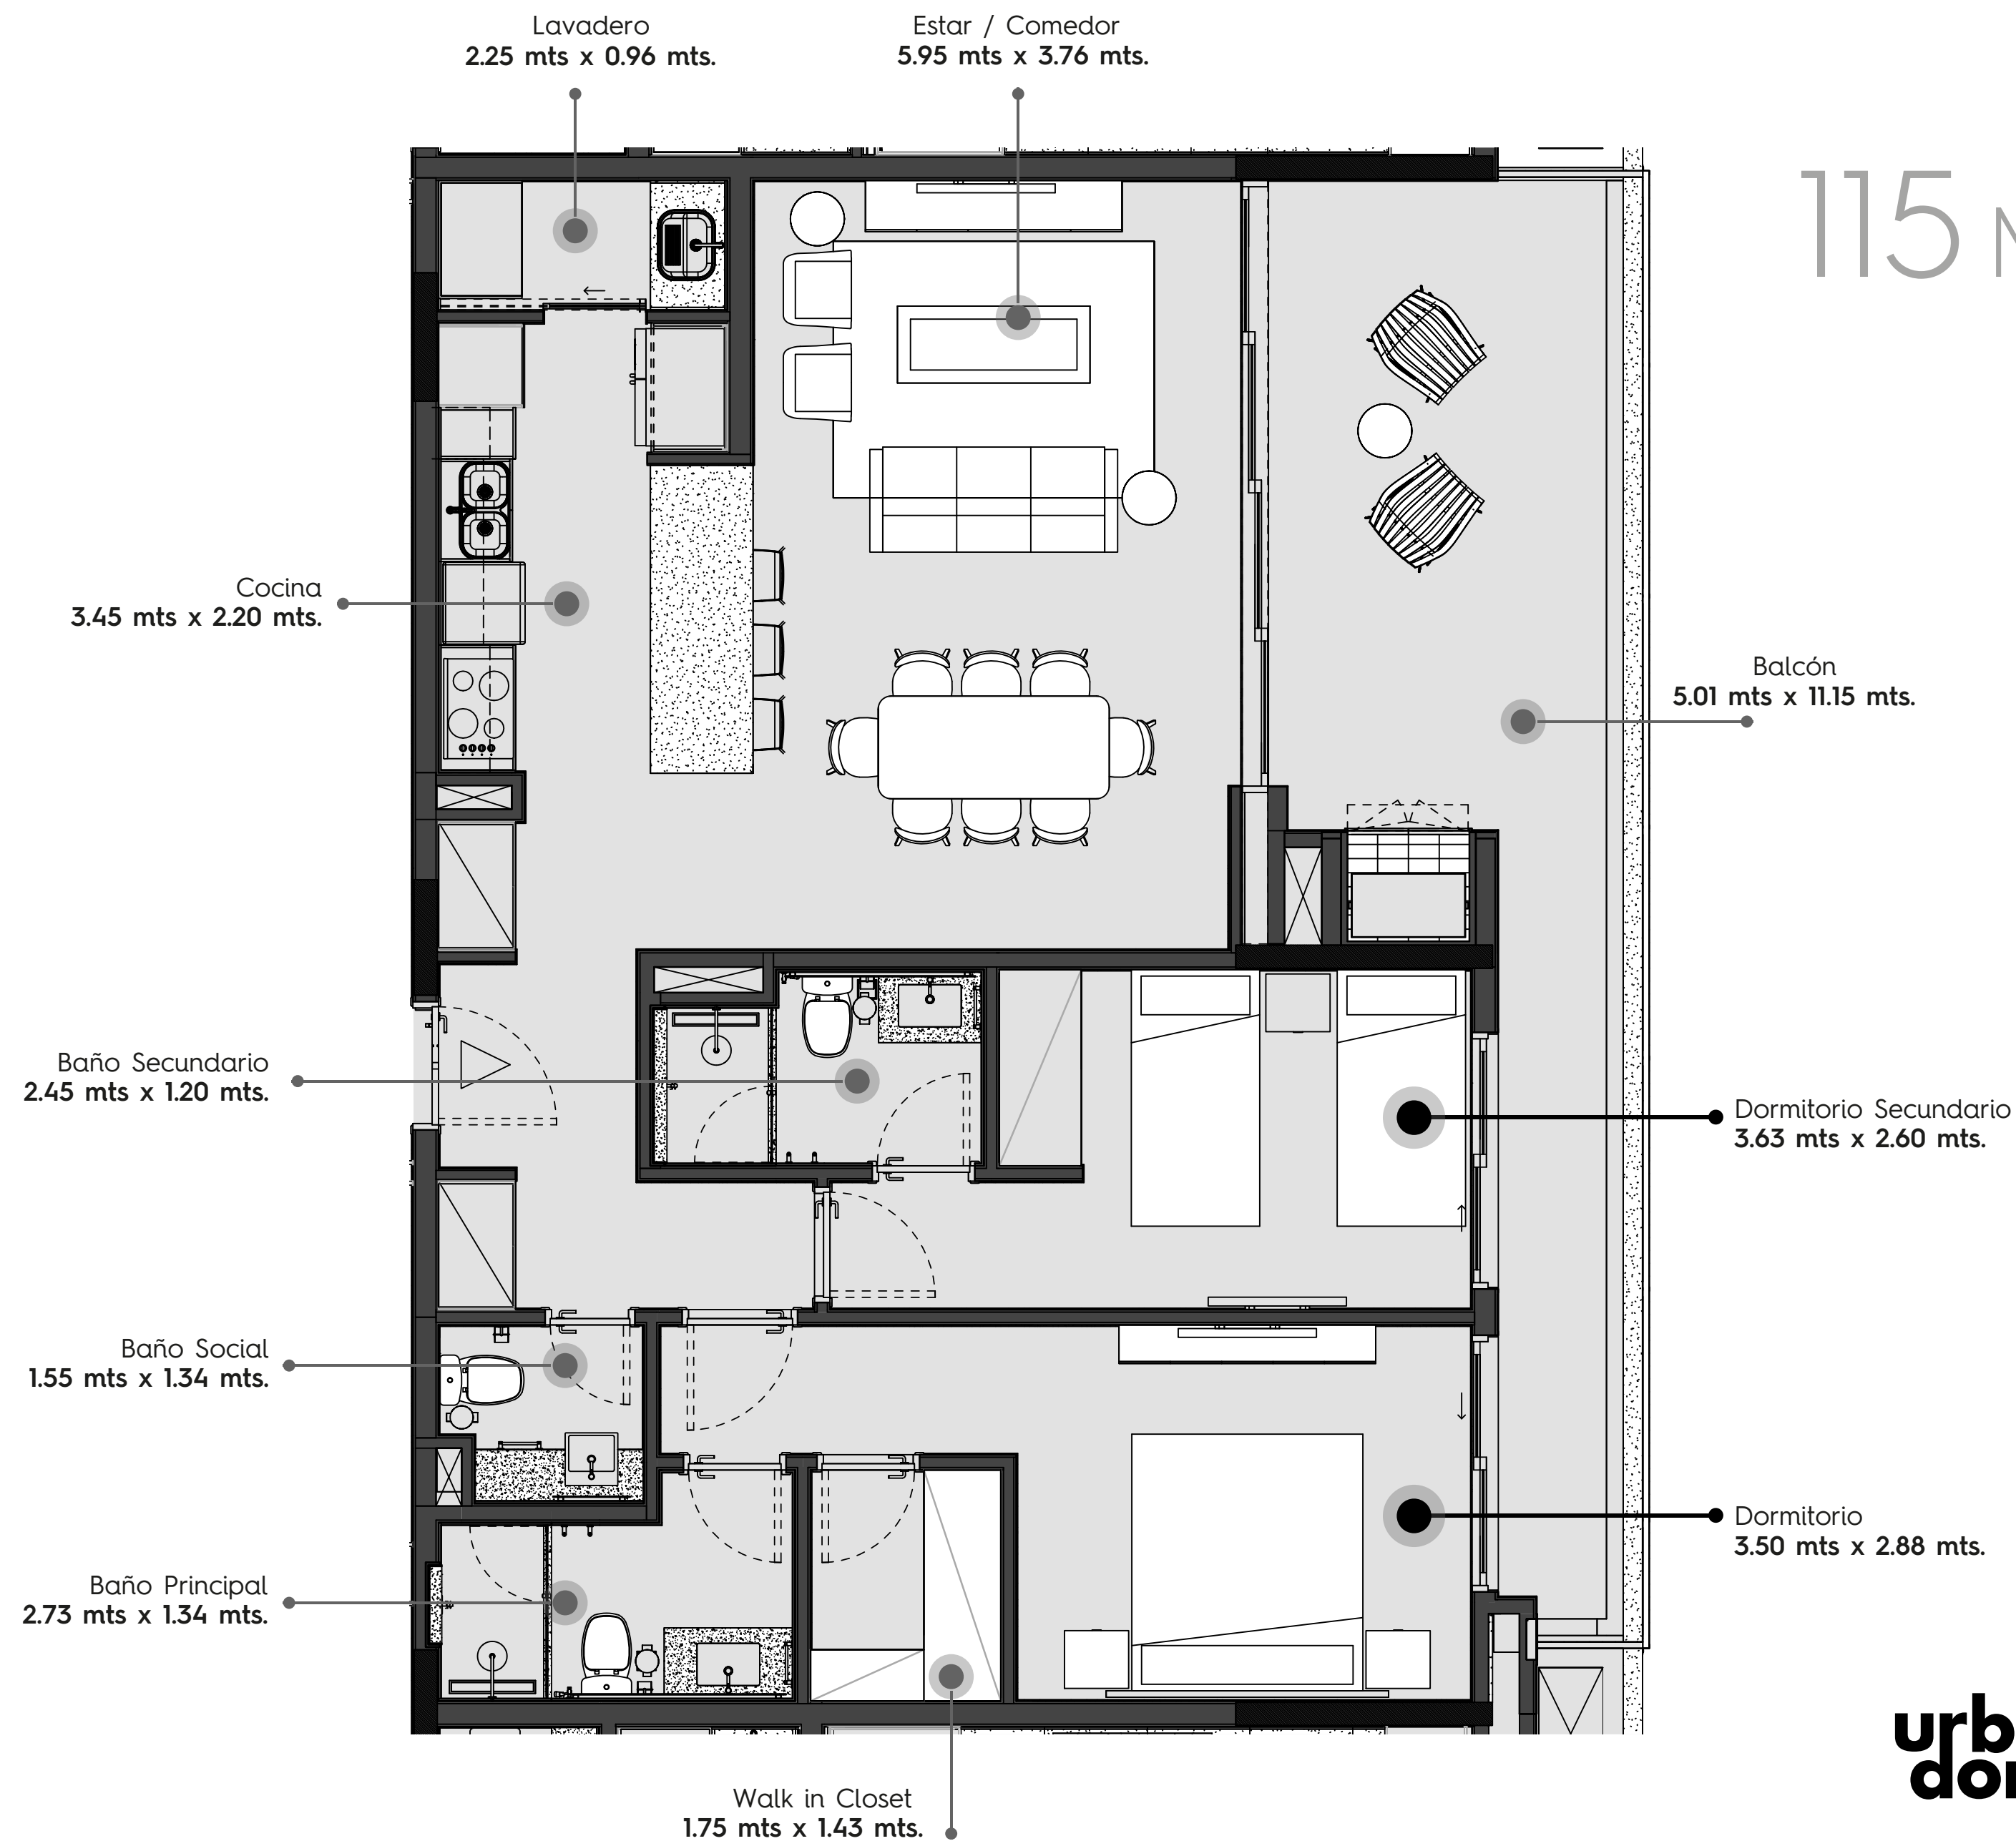 Lavadero
2.25 mts x 0.96 mts.
Estar / Comedor
5.95 mts x 3.76 mts.
115
Cocina
3.45 mts x 2.20 mts.
Balcón
5.01 mts x 11.15 mts.
Baño Secundario
2.45 mts x 1.20 mts.
Dormitorio Secundario
3.63 mts x 2.60 mts.
Baño Social
1.55 mts x 1.34 mts.
Dormitorio
3.50 mts x 2.88 mts.
Baño Principal
2.73 mts x 1.34 mts.
Walk in Closet
1.75 mts x 1.43 mts.
urb